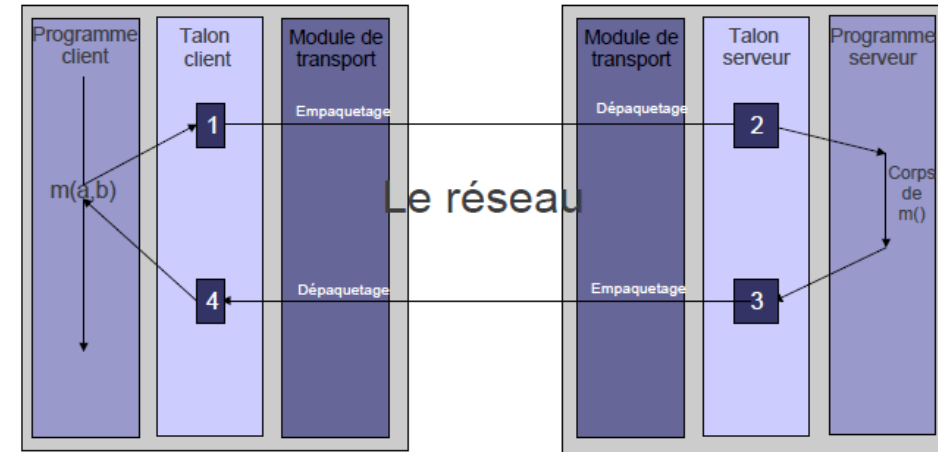 Programme
client
Talon
client
Module de
transport
Module de
transport
Talon
serveur
Programme
serveur
Empaquetage
Dépaquetage
1
2
m(a,b)
Le réseau
Corps
de
m()
Dépaquetage
Empaquetage
4
3